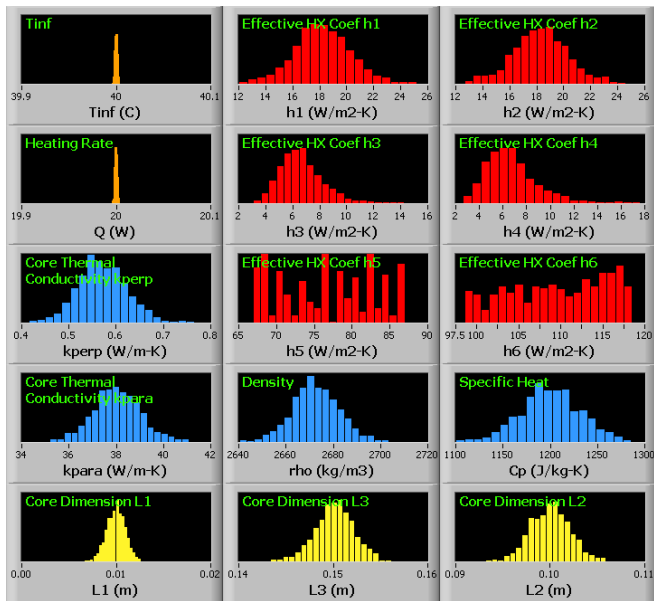 Tinf
39.9 40 40.1
Tinf (C)
Effective HX Coef h1
12 14 16 18 20 22 24 26
h1 (W/m2-K)
Effective HX Coef h2
12 14 16 18 20 22 24 26
h2 (W/m2-K)
Heating Rate
19.9 20 20.1
Q (W)
Effective HX Coef h3
2 4 6 8 10 12 14 16
h3 (W/m2-K)
Effective HX Coef h4
2 4 6 8 10 12 14 16 18
h4 (W/m2-K)
Core Thermal
Conductivity kperp
0.4 0.5 0.6 0.7 0.8
kperp (W/m-K)
Effective HX Coef h5
65 70 75 80 85 90
h5 (W/m2-K)
Effective HX Coef h6
97.5 100 105 110 115 120
h6 (W/m2-K)
Core Thermal
Conductivity kpara
34 36 38 40 42
kpara (W/m-K)
Density
2640 2660 2680 2700 2720
rho (kg/m3)
Specific Heat
1100 1150 1200 1250 1300
Cp (J/kg-K)
Core Dimension L1
0.00 0.01 0.02
L1 (m)
Core Dimension L3
0.14 0.15 0.16
L3 (m)
Core Dimension L2
0.09 0.10 0.11
L2 (m)